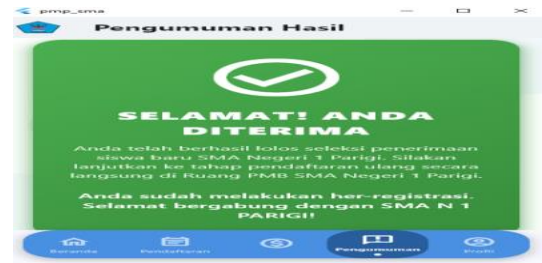 pmp_sma
Pengumuman Hasil
SELAMAT! ANDA
DITERIMA
Anda telah berhasil lolos seleksi penerimaan
siswa baru SMA Negeri 1 Parigi. Silakan
lanjutkan ke tahap pendaftaran ulang secara
langsung di Ruang PMB SMA Negeri 1 Parigi.
Anda sudah melakukan her-registrasi.
Selamat bergabung dengan SMA N 1
PARIGI!
Beranda Pendaftaran Pengumuman Profil